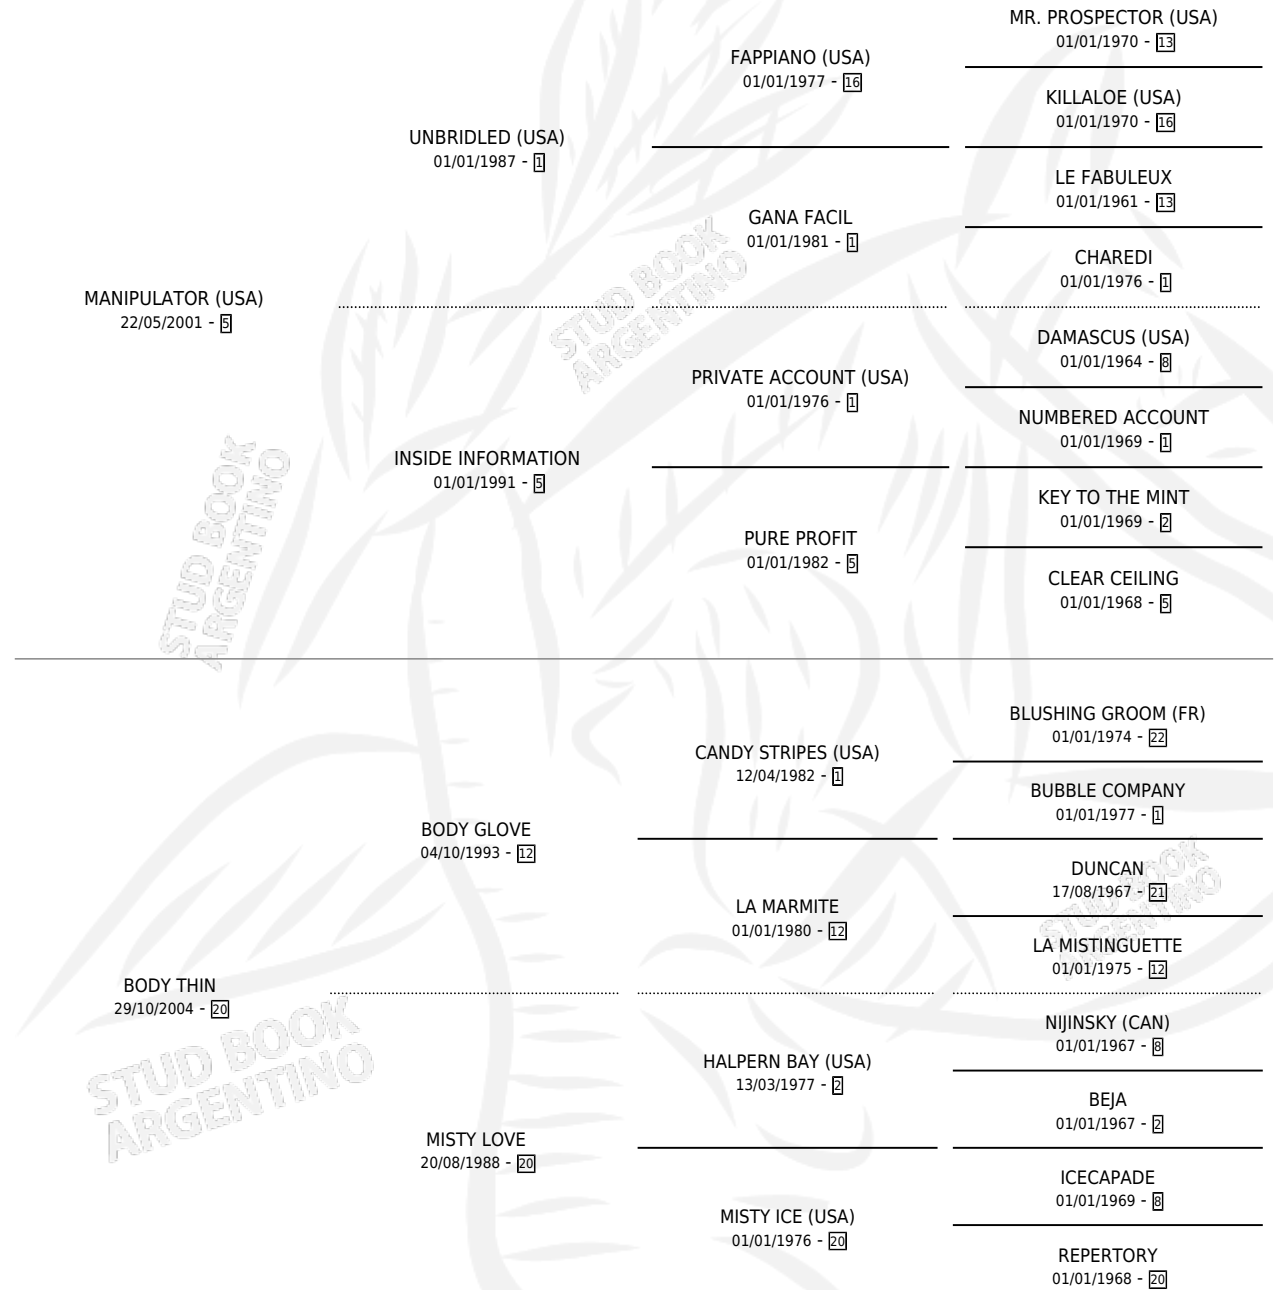 MR. PROSPECTOR (USA)
01/01/1970 - 13
FAPPIANO (USA)
01/01/1977 - 16
KILLALOE (USA)
01/01/1970 - 16
UNBRIDLED (USA)
01/01/1987 - 1
LE FABULEUX
01/01/1961 - 13
GANA FACIL
01/01/1981 - 1
CHAREDI
01/01/1976 - 1
MANIPULATOR (USA)
22/05/2001 - 5
DAMASCUS (USA)
01/01/1964 - 8
PRIVATE ACCOUNT (USA)
01/01/1976 - 1
NUMBERED ACCOUNT
01/01/1969 - 1
INSIDE INFORMATION
01/01/1991 - 5
KEY TO THE MINT
01/01/1969 - 2
PURE PROFIT
01/01/1982 - 5
CLEAR CEILING
01/01/1968 - 5
BLUSHING GROOM (FR)
01/01/1974 - 22
CANDY STRIPES (USA)
12/04/1982 - 1
BUBBLE COMPANY
01/01/1977 - 1
BODY GLOVE
04/10/1993 - 12
DUNCAN
17/08/1967 - 21
LA MARMITE
01/01/1980 - 12
LA MISTINGUETTE
01/01/1975 - 12
BODY THIN
29/10/2004 - 20
NIJINSKY (CAN)
01/01/1967 - 8
HALPERN BAY (USA)
13/03/1977 - 2
BEJA
01/01/1967 - 2
MISTY LOVE
20/08/1988 - 20
ICECAPADE
01/01/1969 - 8
MISTY ICE (USA)
01/01/1976 - 20
REPERTORY
01/01/1968 - 20
STUD BOOK
ARGENTINO
STUD BOOK
ARGENTINO
STUD BOOK
ARGENTINO
STUD BOOK
ARGENTINO